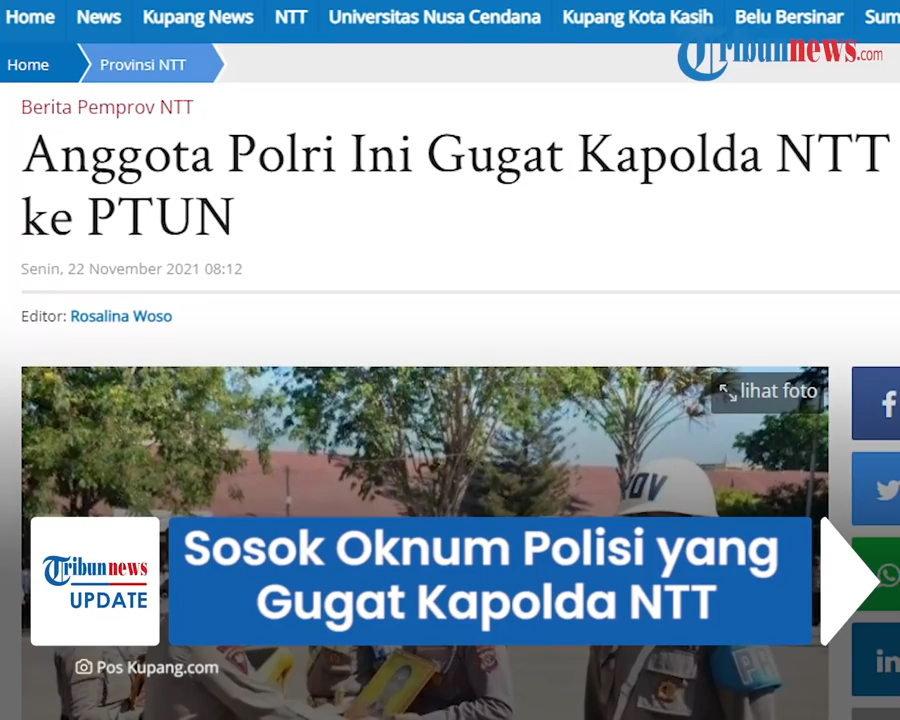 Home News Kupang News NTT Universitas Nusa Cendana Kupang Kota Kasih Belu Bersinar Sum
Home Provinsi NTT
Tribunnews.com
Berita Pemprov NTT
Anggota Polri Ini Gugat Kapolda NTT
ke PTUN
Senin, 22 November 2021 08:12
Editor: Rosalina Woso
lihat foto
Tribunnews
UPDATE
Sosok Oknum Polisi yang
Gugat Kapolda NTT
Pos Kupang.com